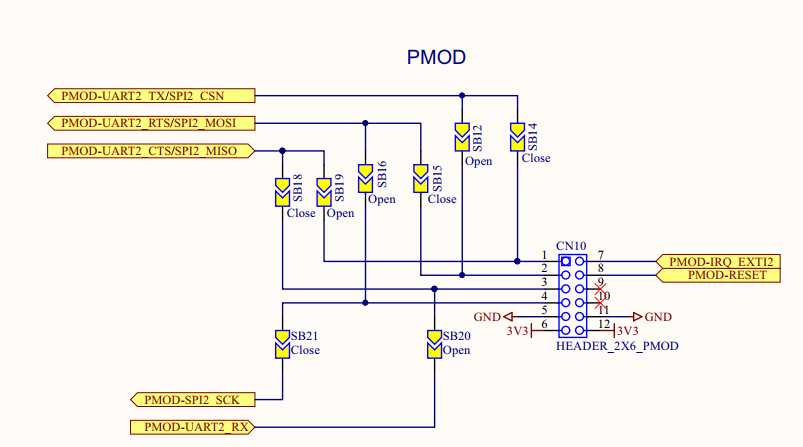 PMOD
PMOD-UART2_TX/SPI2_CSN
PMOD-UART2_RTS/SPI2_MOSI
PMOD-UART2_CTS/SPI2_MISO
SB12
Open
SB14
Close
SB18
Close
SB19
Open
SB16
Open
SB15
Close
CN10
1 7
2 8
3 9
4 10
5 11
6 12
PMOD-IRQ_EXTI2
PMOD-RESET
GND GND
3V3 3V3
HEADER_2X6_PMOD
SB21
Close
SB20
Open
PMOD-SPI2_SCK
PMOD-UART2_RX